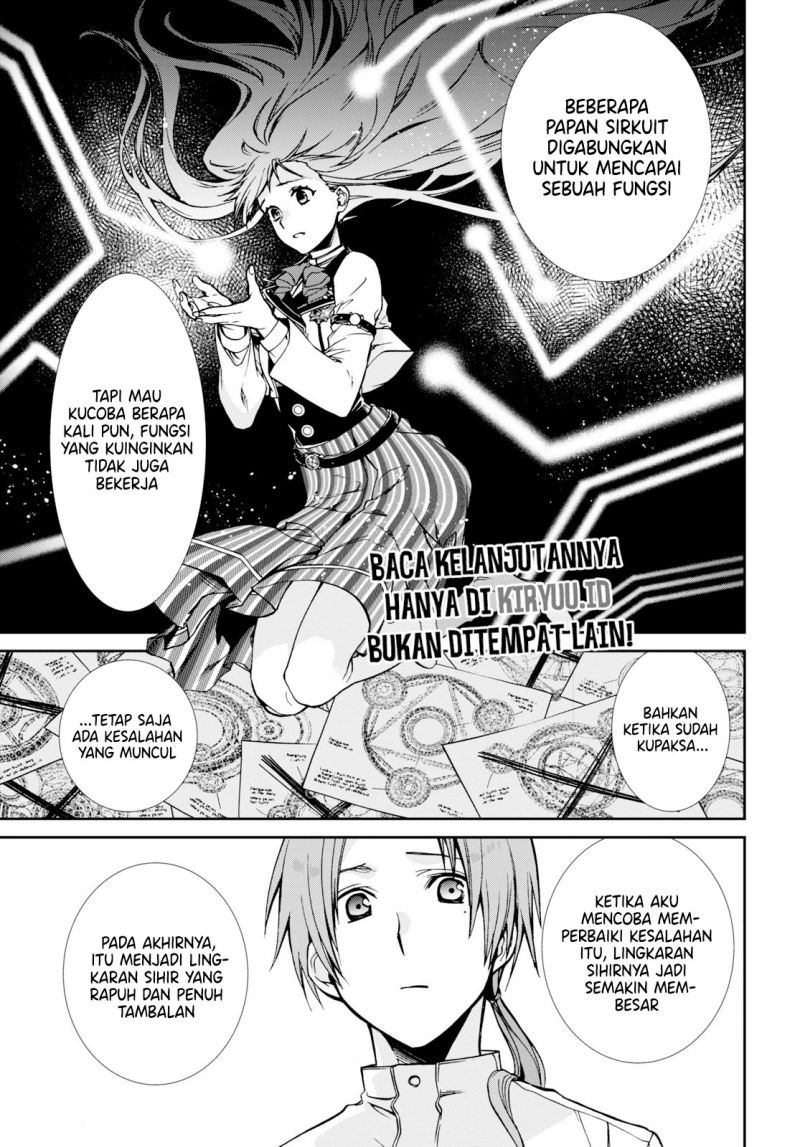 BEBERAPA
PAPAN SIRKUIT
DIGABUNGKAN
UNTUK MENCAPAI
SEBUAH FUNGSI
TAPI MAU
KUCOBA BERAPA
KALI PUN, FUNGSI
YANG KUINGINKAN
TIDAK JUGA
BEKERJA
BACA KELANJUTANNYA
HANYA DI KIRYUU.ID
BUKAN DITEMPAT LAIN!
BAHKAN
KETIKA SUDAH
KUPAKSA...
...TETAP SAJA
ADA KESALAHAN
YANG MUNCUL
KETIKA AKU
MENCOBA MEM-
PERBAIKI KESALAHAN
ITU, LINGKARAN
SIHIRNYA JADI
SEMAKIN MEM-
BESAR
PADA AKHIRNYA,
ITU MENJADI LING-
KARAN SIHIR YANG
RAPUH DAN PENUH
TAMBALAN